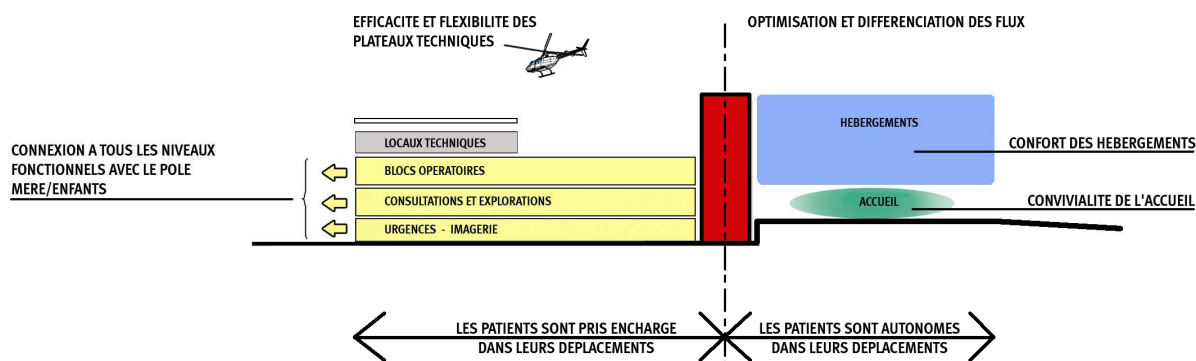 EFFICACITE ET FLEXIBILITE DES
PLATEAUX TECHNIQUES
OPTIMISATION ET DIFFERENCIATION DES FLUX
HEBERGEMENTS
LOCAUX TECHNIQUES
CONNEXION A TOUS LES NIVEAUX
FONCTIONNELS AVEC LE POLE
MERE/ENFANTS
CONFORT DES HEBERGEMENTS
BLOCS OPERATOIRES
CONSULTATIONS ET EXPLORATIONS
ACCUEIL
CONVIVIALITE DE L'ACCUEIL
URGENCES - IMAGERIE
LES PATIENTS SONT PRIS ENCHARGE
DANS LEURS DEPLACEMENTS
LES PATIENTS SONT AUTONOMES
DANS LEURS DEPLACEMENTS